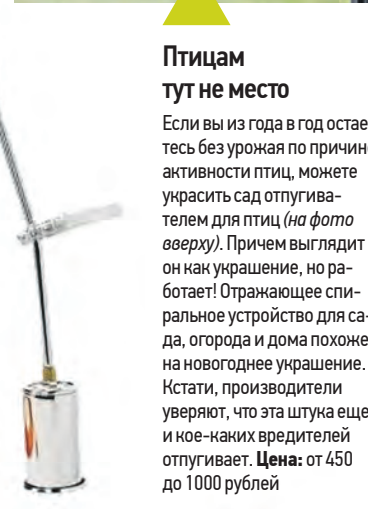 Птицам
тут не место
Если вы из года в год остае
тесь без урожая по причин
активности птиц, можете
украсить сад отпугива-
телем для птиц (на фото
вверху). Причем выглядит
он как украшение, но ра-
ботает! Отражающее спи-
ральное устройство для са-
да, огорода и дома похоже
на новогоднее украшение.
Кстати, производители
уверяют, что эта штука еще
и кое-каких вредителей
отпугивает. Цена: от 450
до 1000 рублей